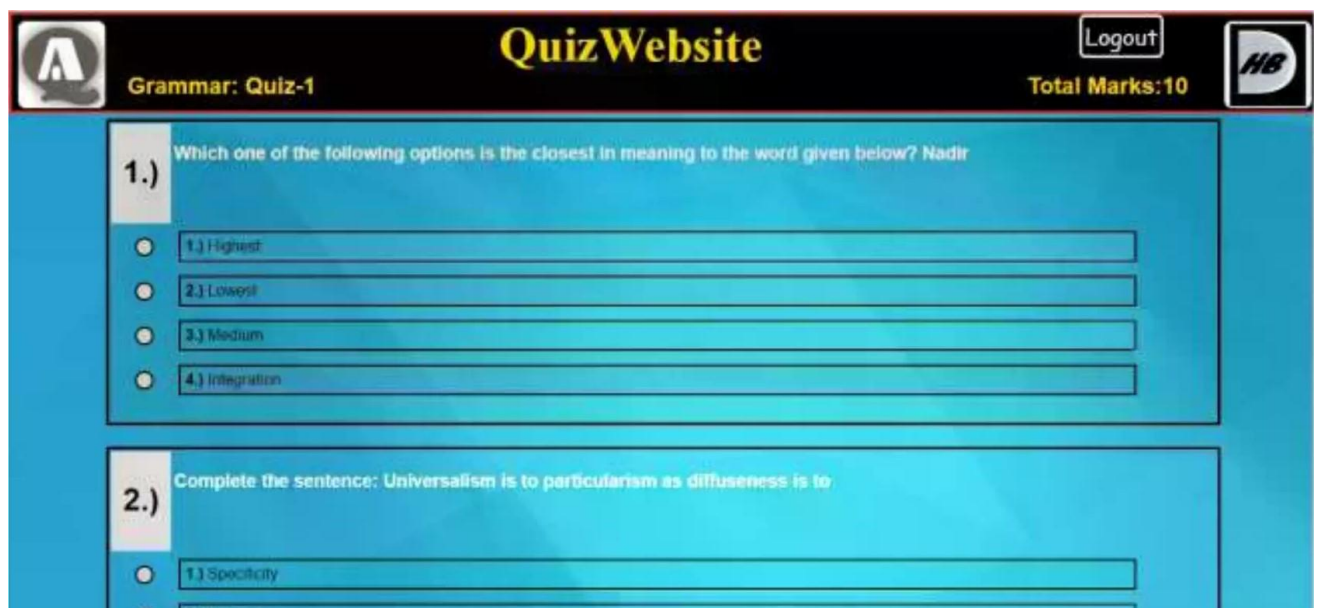 QuizWebsite
Logout
Grammar: Quiz-1
Total Marks:10
HB
1.) Which one of the following options is the closest in meaning to the word given below? Nadir
1.) Highest
2.) Lowest
3.) Medium
4.) Integration
2.) Complete the sentence: Universalism is to particularism as diffuseness is to
1.) Specificity